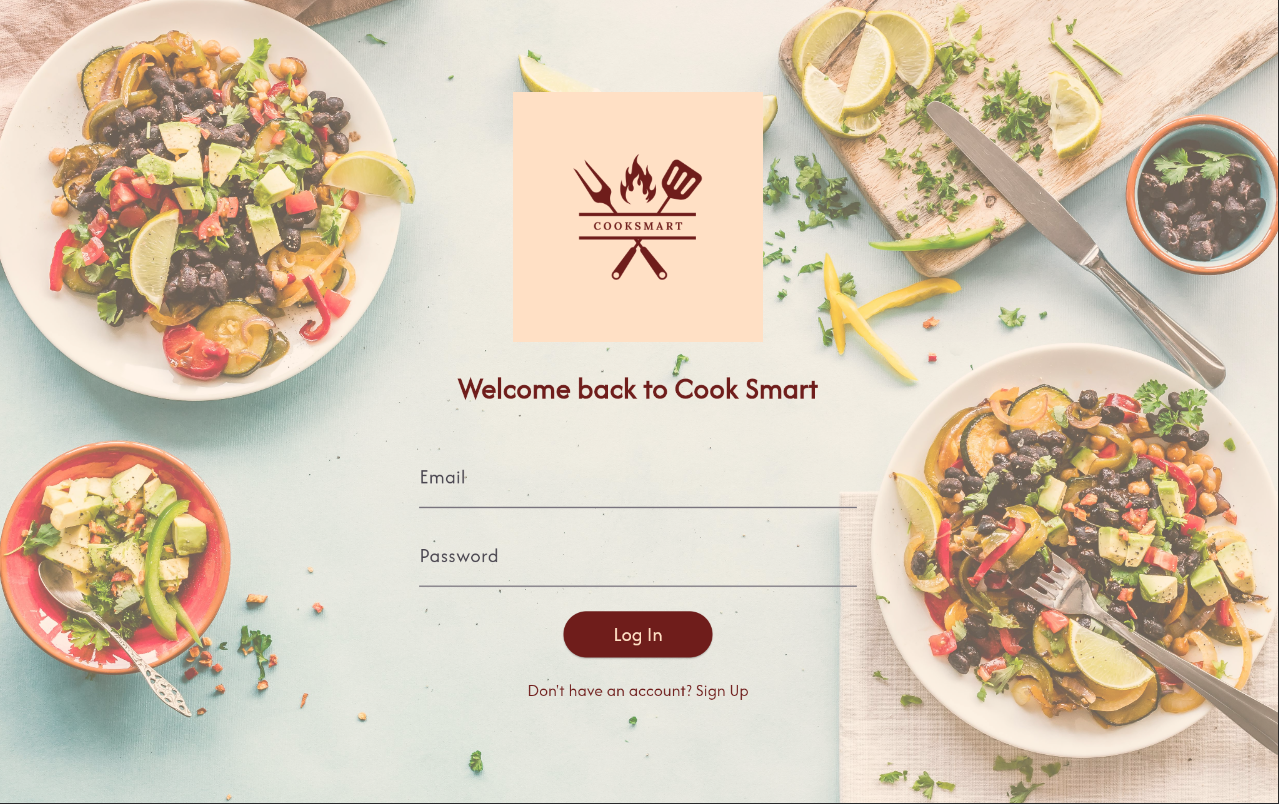 COOKSMART
Welcome back to Cook Smart
Email
Password
Log In
Don't have an account? Sign Up